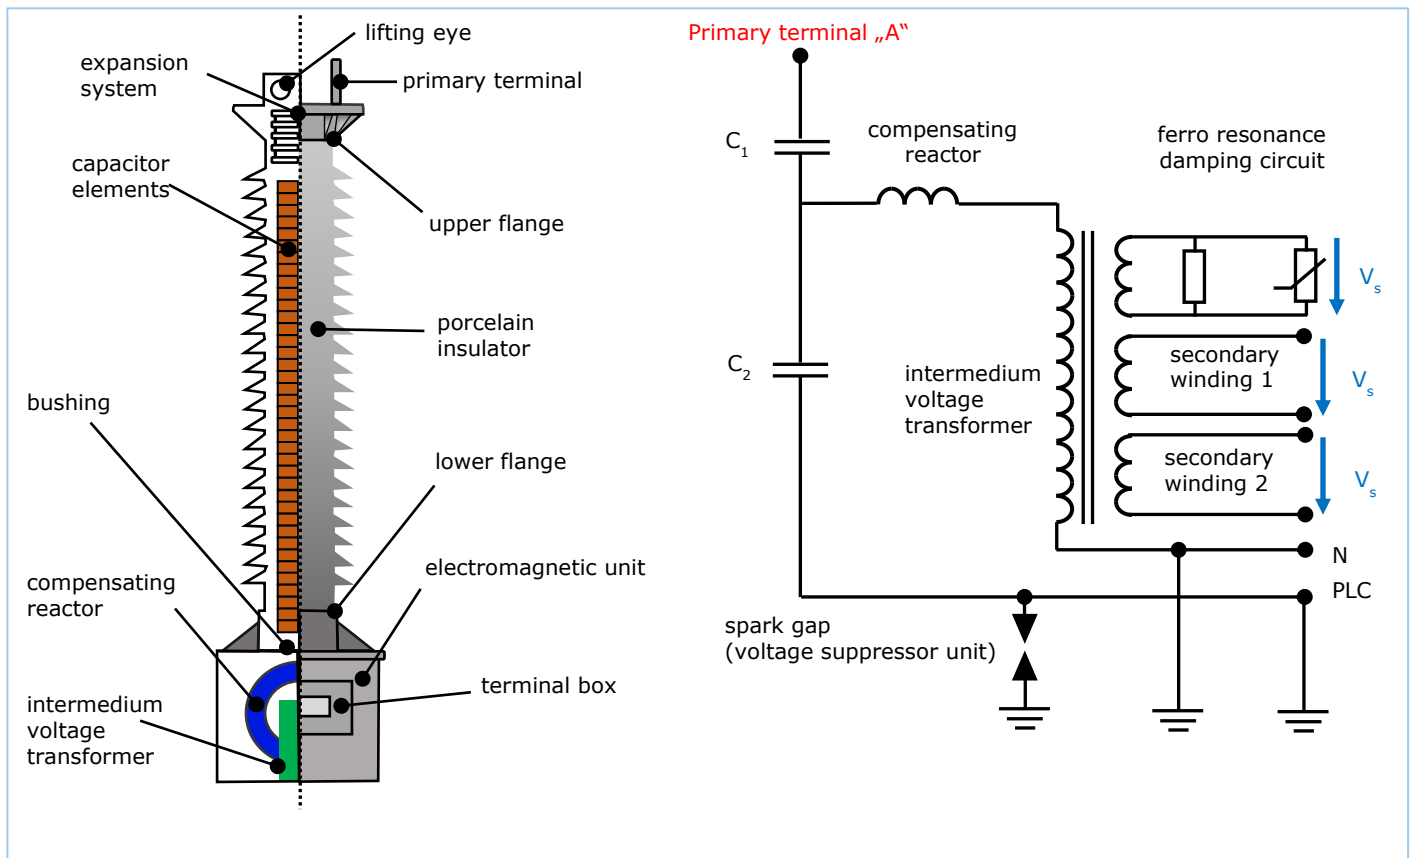 lifting eye
expansion
system
primary terminal
capacitor
elements
upper flange
porcelain
insulator
bushing
lower flange
compensating
reactor
electromagnetic unit
terminal box
intermedium
voltage
transformer
Primary terminal „A“
C1
compensating
reactor
ferro resonance
damping circuit
Vs
C2
intermedium
voltage
transformer
secondary
winding 1
Vs
secondary
winding 2
Vs
N
PLC
spark gap
(voltage suppressor unit)